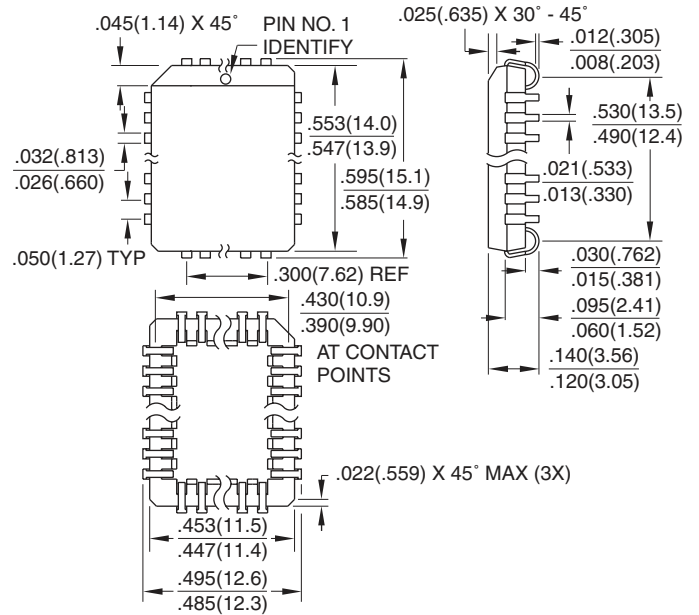 .045(1.14) X 45°
PIN NO. 1
IDENTIFY
.025(.635) X 30° - 45°
.012(.305)
.008(.203)
.553(14.0)
.547(13.9)
.595(15.1)
.585(14.9)
.032(.813)
.026(.660)
.050(1.27) TYP
.530(13.5)
.490(12.4)
.021(.533)
.013(.330)
.300(7.62) REF
.430(10.9)
.390(9.90)
AT CONTACT
POINTS
.030(.762)
.015(.381)
.095(2.41)
.060(1.52)
.140(3.56)
.120(3.05)
.022(.559) X 45° MAX (3X)
.453(11.5)
.447(11.4)
.495(12.6)
.485(12.3)